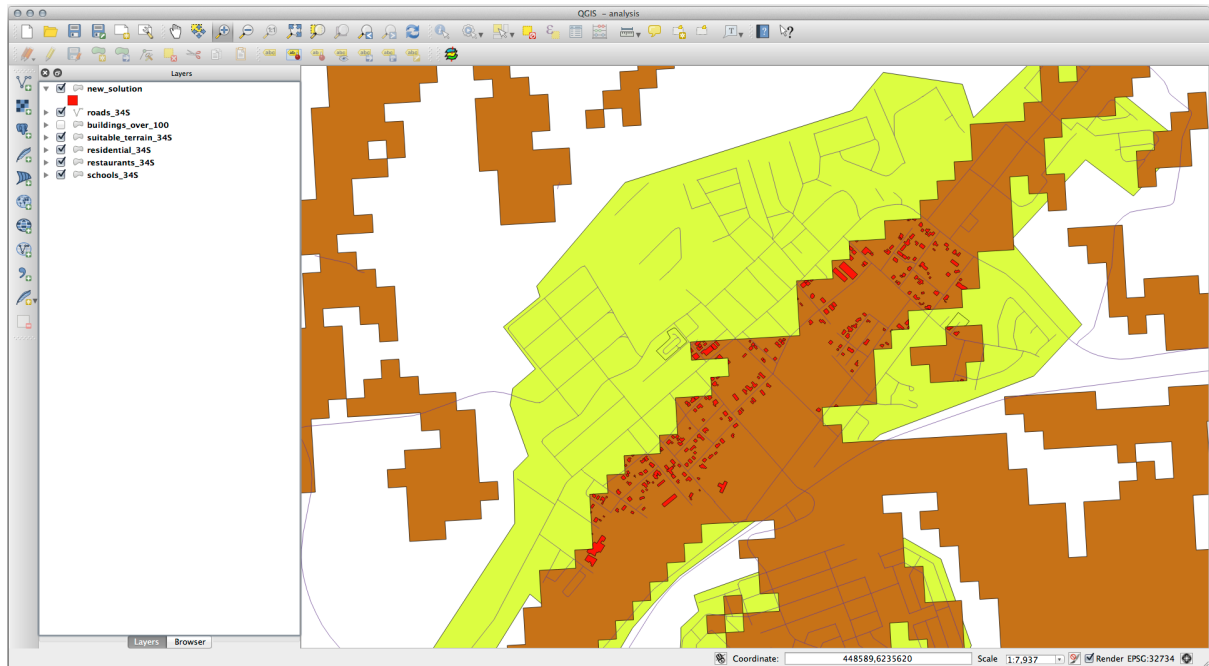 QGIS - analysis
Layers
new_solution
roads_34S
buildings_over_100
suitable_terrain_34S
residential_34S
restaurants_34S
schools_34S
Layers
Browser
Coordinate:
448589,6235620
Scale
1:7,937
Render
EPSG:32734